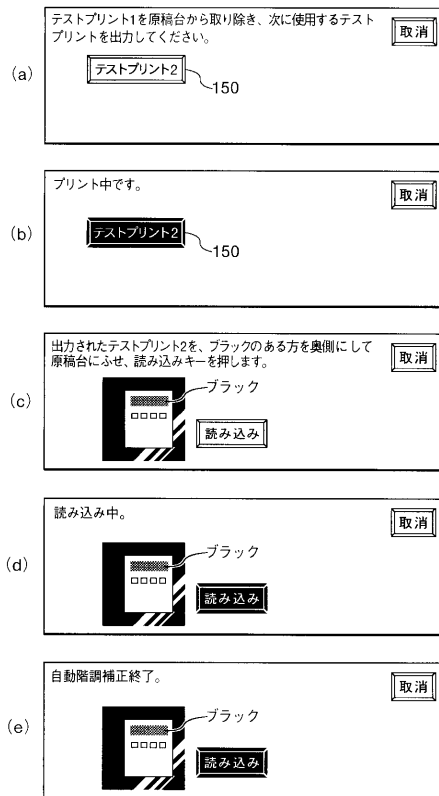 テストプリント1を原稿台から取り除き、次に使用するテスト
プリントを出力してください。
取消
(a)
テストプリント2
150
プリント中です。
取消
(b)
テストプリント2
150
出力されたテストプリント2を、ブラックのある方を奥側にして
原稿台にふせ、読み込みキーを押します。
取消
(c)
ブラック
読み込み
読み込み中。
取消
(d)
ブラック
読み込み
自動階調補正終了。
取消
(e)
ブラック
読み込み